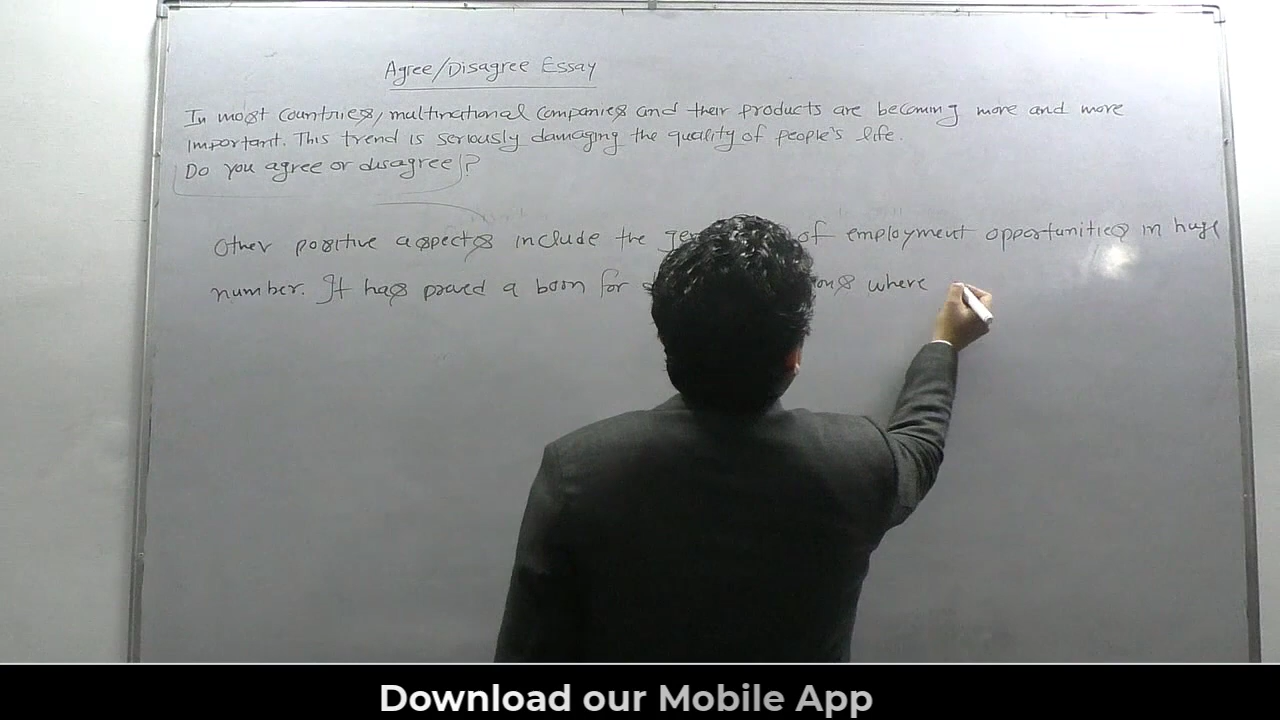 Agree/Disagree Essay
In most countries, multinational companies and their products are becoming more and more
important. This trend is seriously damaging the quality of people's life.
Do you agree or disagree?
Other positive aspects include the of employment opportunities in huge
number. It has proved a boon for where
Download our Mobile App